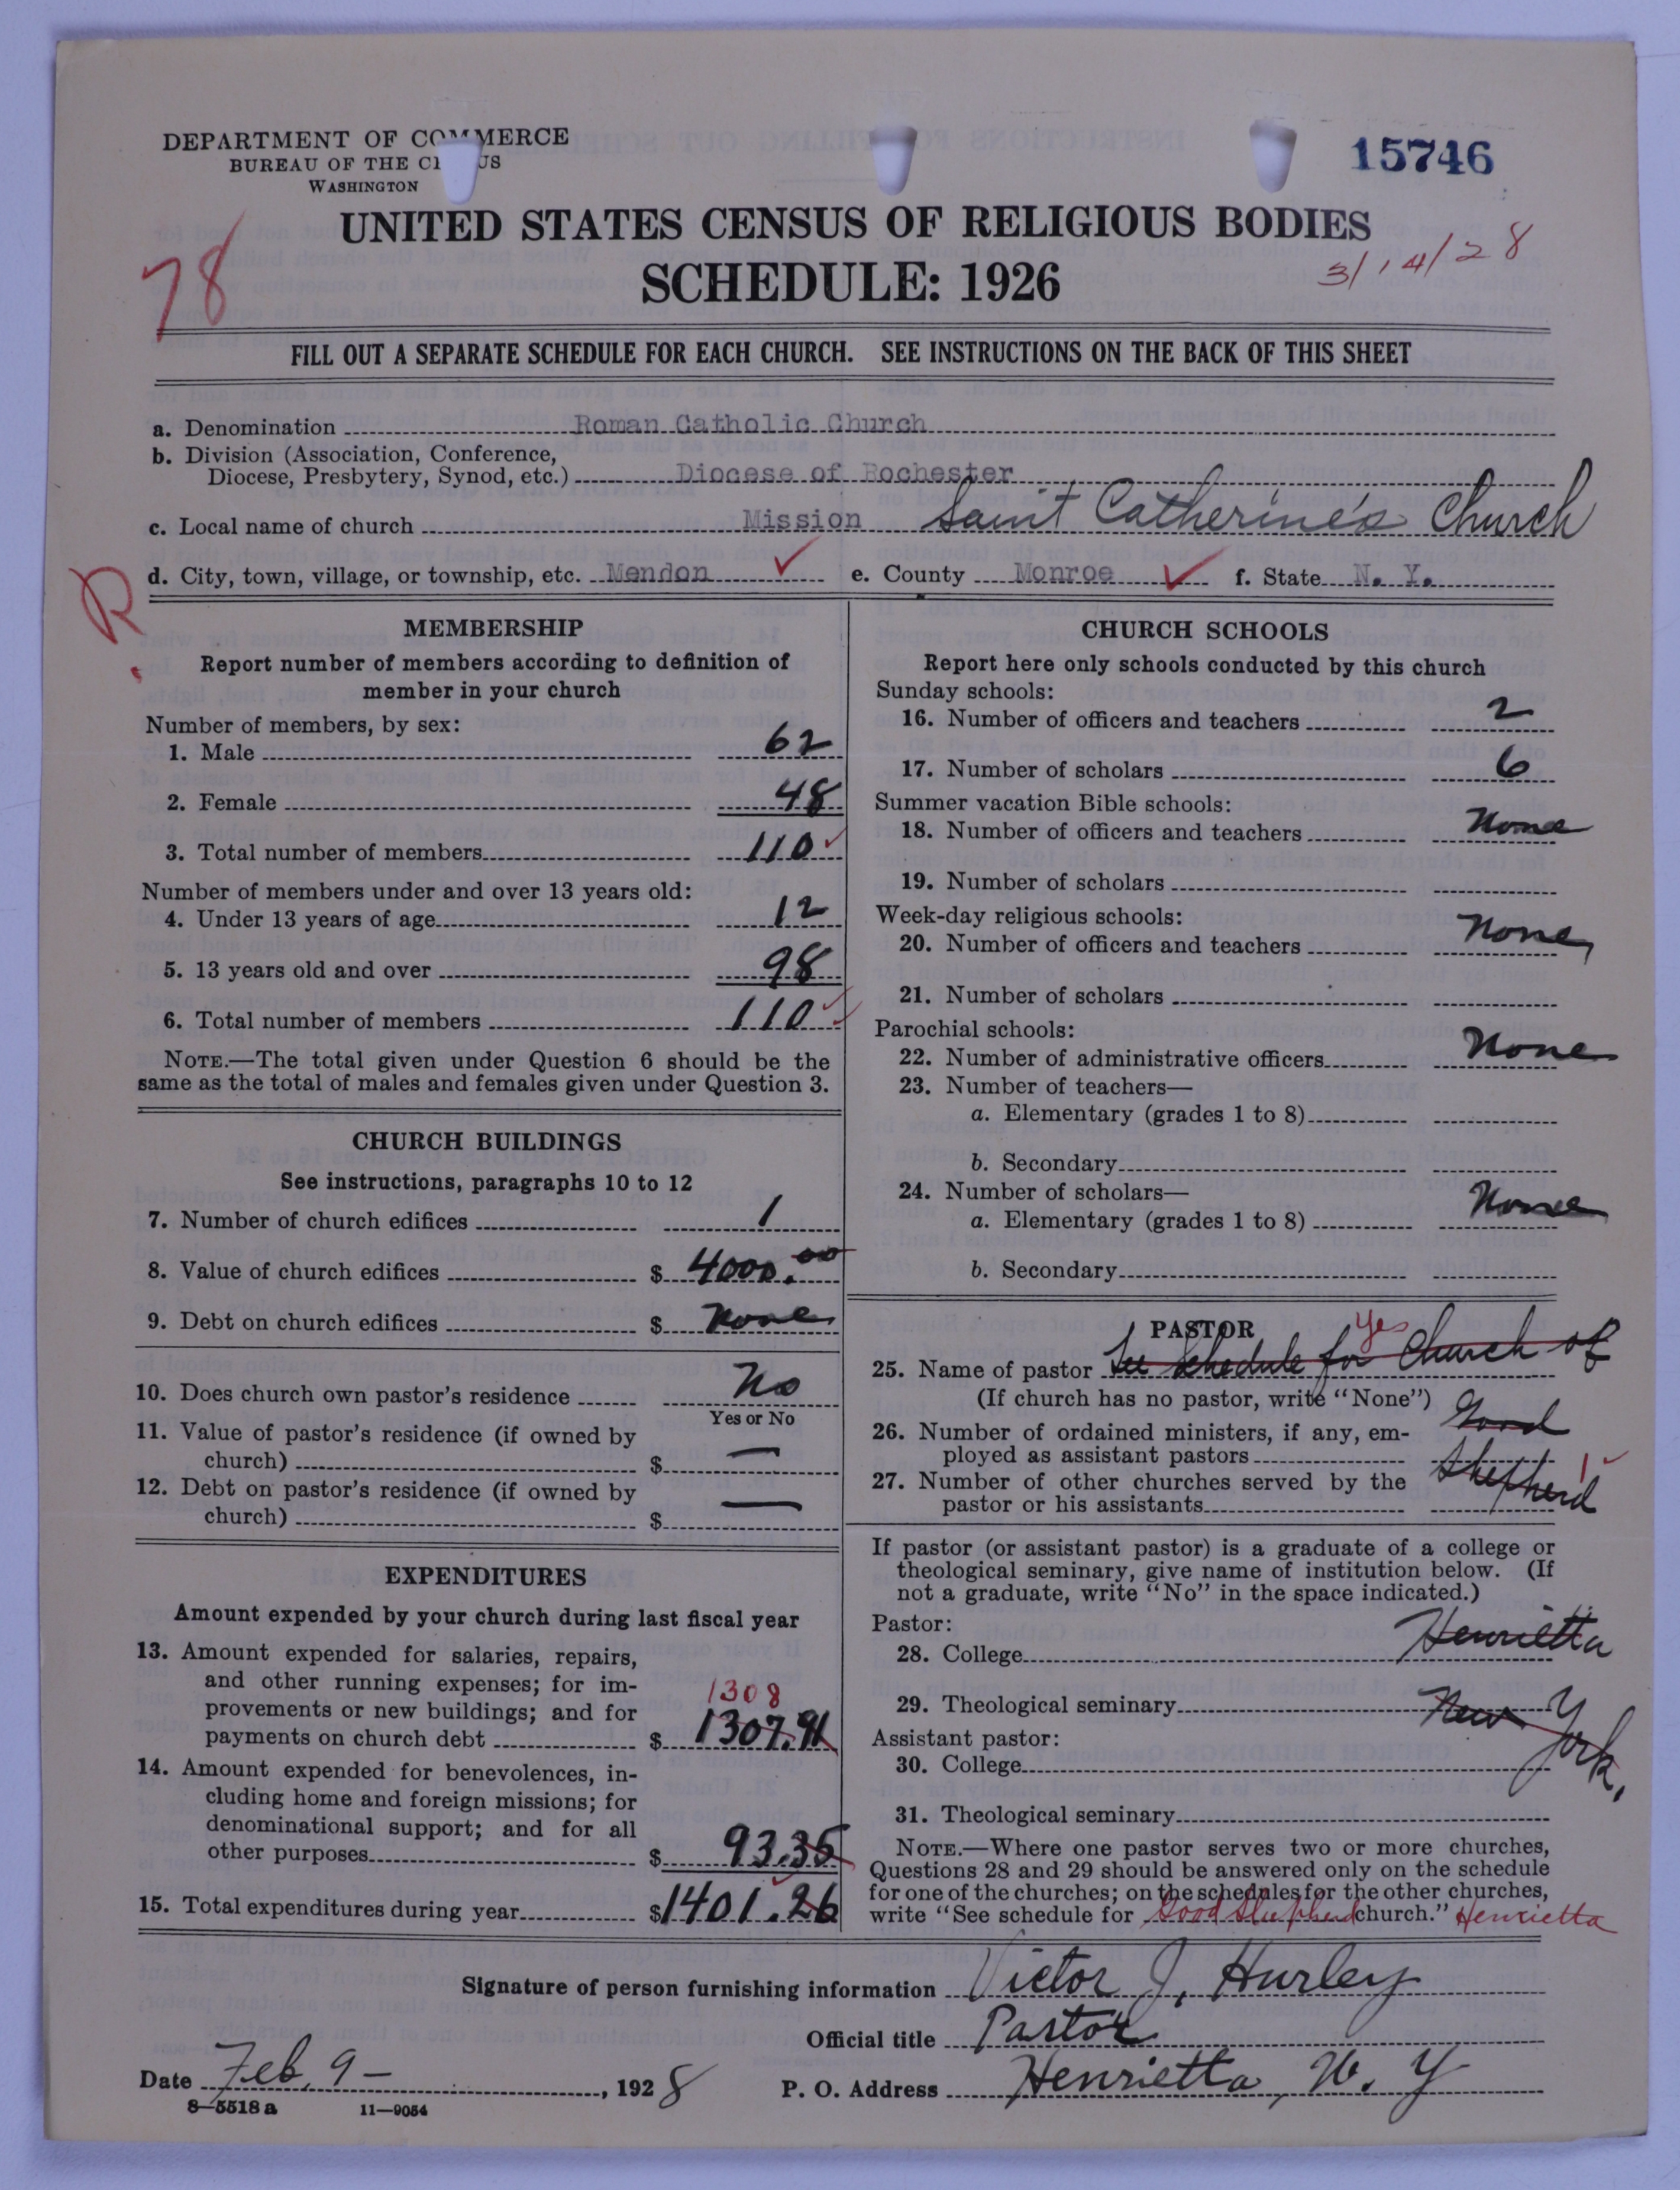 DEPARTMENT OF COMMERCE
BUREAU OF THE CENSUS
WASHINGTON
15746
UNITED STATES CENSUS OF RELIGIOUS BODIES
SCHEDULE: 1926
78
3/14/28
FILL OUT A SEPARATE SCHEDULE FOR EACH CHURCH. SEE INSTRUCTIONS ON THE BACK OF THIS SHEET
a. Denomination Roman Catholic Church
b. Division (Association, Conference,
Diocese, Presbytery, Synod, etc.) Diocese of Rochester
c. Local name of church Mission Saint Catherine's Church
d. City, town, village, or township, etc. Mendon ✓ e. County Monroe ✓ f. State N. Y.
R
MEMBERSHIP
Report number of members according to definition of
member in your church
Number of members, by sex:
1. Male 62
2. Female 48
3. Total number of members 110 ✓
Number of members under and over 13 years old:
4. Under 13 years of age 12
5. 13 years old and over 98
6. Total number of members 110 ✓
NOTE.—The total given under Question 6 should be the
same as the total of males and females given under Question 3.
CHURCH BUILDINGS
See instructions, paragraphs 10 to 12
7. Number of church edifices 1
8. Value of church edifices $ 4000.00
9. Debt on church edifices $ None
10. Does church own pastor's residence No
Yes or No
11. Value of pastor's residence (if owned by
church) $ —
12. Debt on pastor's residence (if owned by
church) $ —
EXPENDITURES
Amount expended by your church during last fiscal year
13. Amount expended for salaries, repairs,
and other running expenses; for im-
provements or new buildings; and for 1308
payments on church debt $ 1307.91
14. Amount expended for benevolences, in-
cluding home and foreign missions; for
denominational support; and for all
other purposes $ 93.35
15. Total expenditures during year $ 1401.26
CHURCH SCHOOLS
Report here only schools conducted by this church
Sunday schools:
16. Number of officers and teachers 2
17. Number of scholars 6
Summer vacation Bible schools:
18. Number of officers and teachers None
19. Number of scholars
Week-day religious schools:
20. Number of officers and teachers None
21. Number of scholars
Parochial schools:
22. Number of administrative officers None
23. Number of teachers—
a. Elementary (grades 1 to 8)
b. Secondary
24. Number of scholars—
a. Elementary (grades 1 to 8) None
b. Secondary
PASTOR Yes
25. Name of pastor See Schedule for Church of
(If church has no pastor, write "None") Good
26. Number of ordained ministers, if any, em-
ployed as assistant pastors Shepherd
27. Number of other churches served by the 1 ✓
pastor or his assistants
If pastor (or assistant pastor) is a graduate of a college or
theological seminary, give name of institution below. (If
not a graduate, write "No" in the space indicated.)
Pastor:
28. College Henrietta
29. Theological seminary New York.
Assistant pastor:
30. College
31. Theological seminary
NOTE.—Where one pastor serves two or more churches,
Questions 28 and 29 should be answered only on the schedule
for one of the churches; on the schedules for the other churches,
write "See schedule for Good Shepherd church." Henrietta
Signature of person furnishing information Victor J. Hurley
Official title Pastor
Date Feb. 9 — , 1928 P. O. Address Henrietta, N. Y
8—5518 a 11—9054